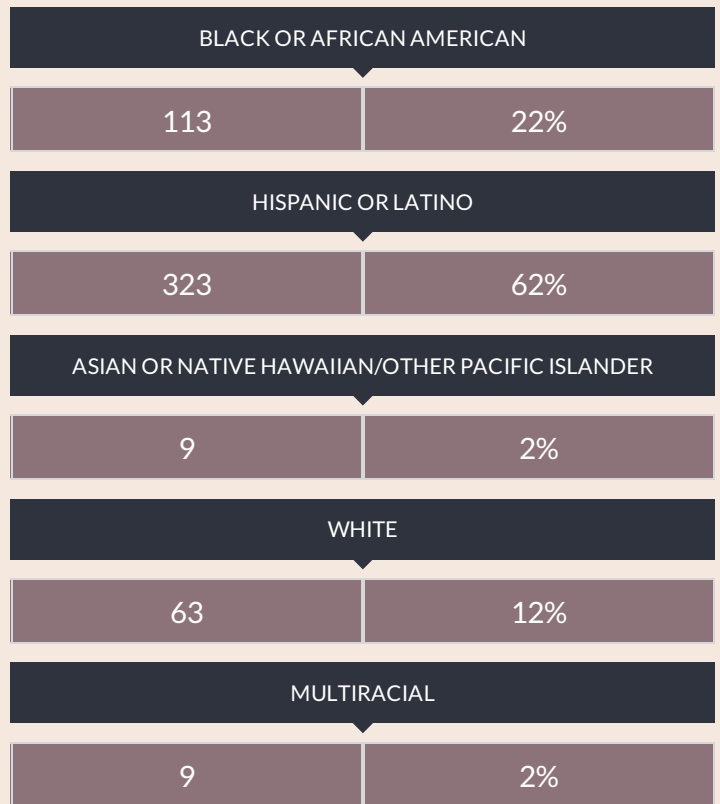 BLACK OR AFRICAN AMERICAN
113 22%
HISPANIC OR LATINO
323 62%
ASIAN OR NATIVE HAWAIIAN/OTHER PACIFIC ISLANDER
9 2%
WHITE
63 12%
MULTIRACIAL
9 2%